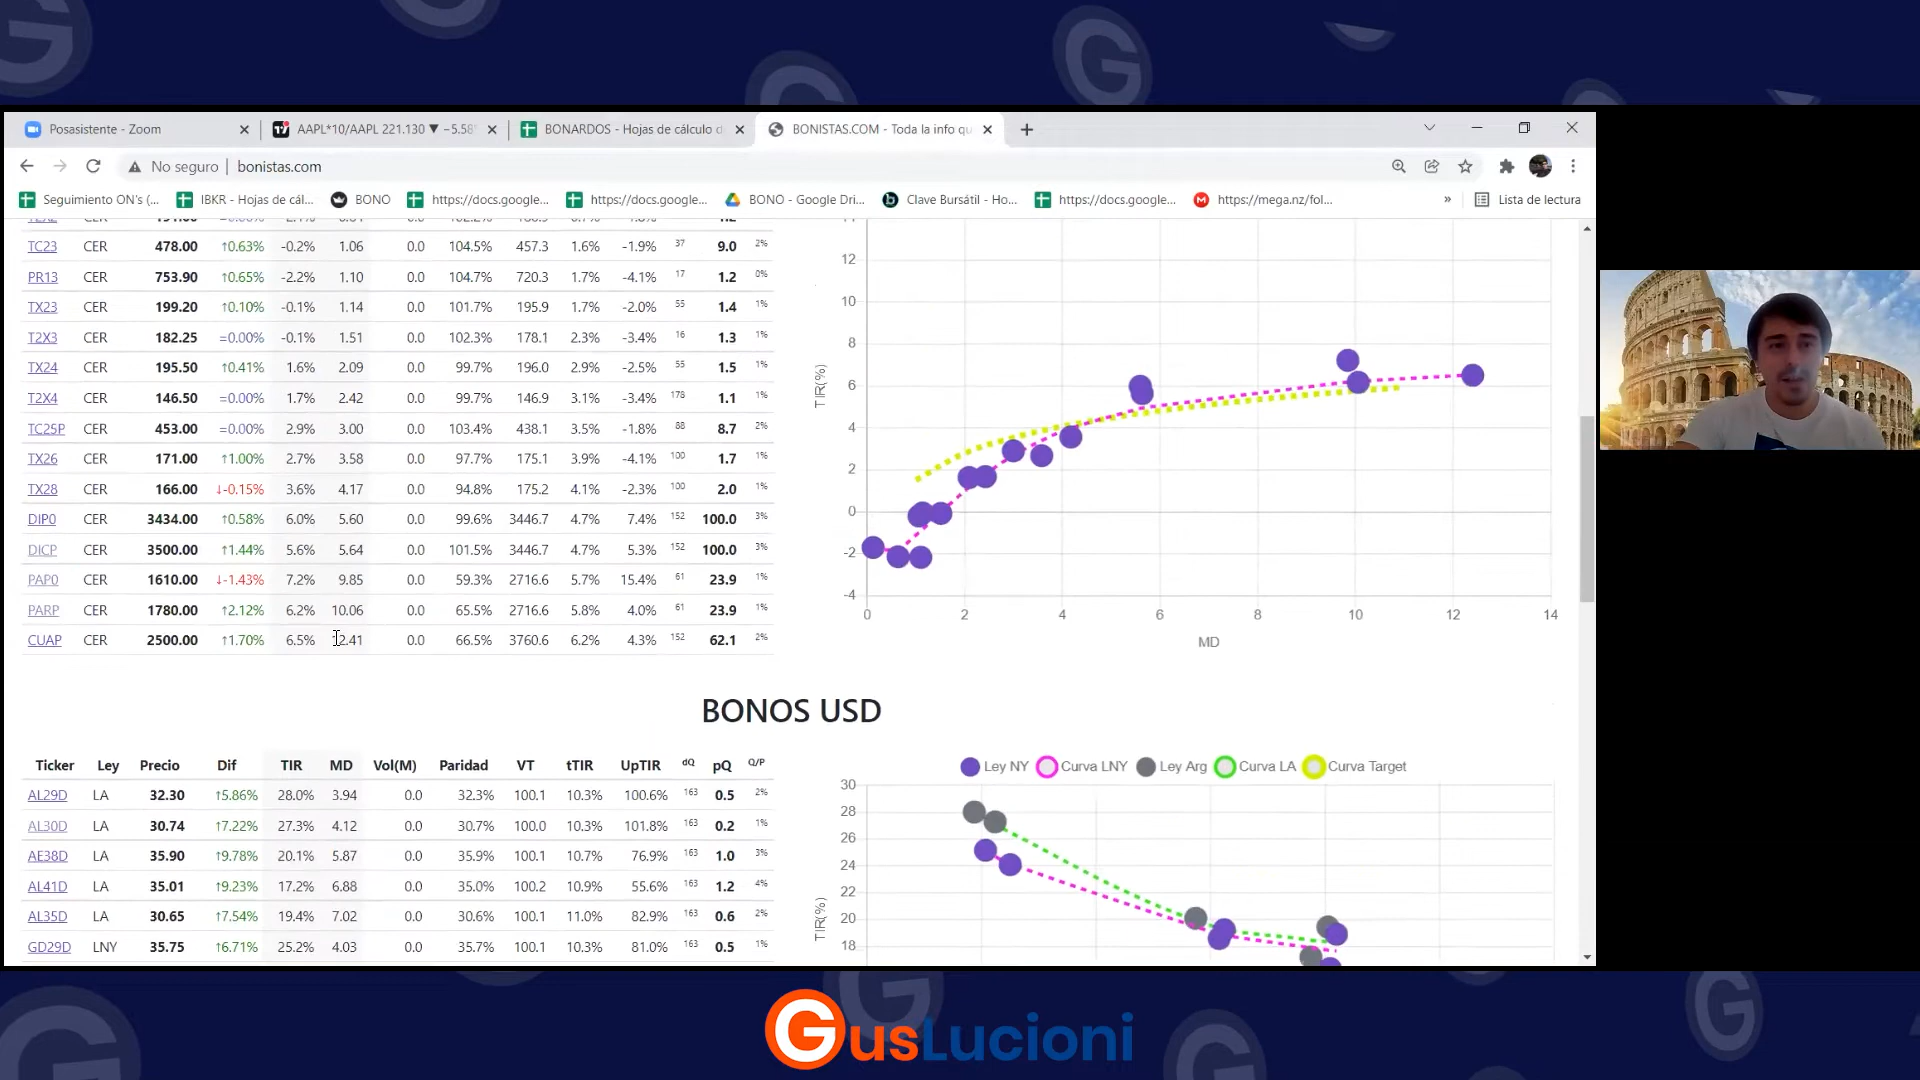 Posasistente - Zoom
AAPL*10/AAPL 221.130 ▼ −5.58
BONARDOS - Hojas de cálculo d
BONISTAS.COM - Toda la info qu
No seguro
bonistas.com
Seguimiento ON's (...
IBKR - Hojas de cál...
BONO
https://docs.google...
https://docs.google...
BONO - Google Dri...
Clave Bursátil - Ho...
https://docs.google...
https://mega.nz/fol...
»
Lista de lectura
TC23 CER 478.00 ↑0.63% -0.2% 1.06 0.0 104.5% 457.3 1.6% -1.9% 37 9.0 2%
PR13 CER 753.90 ↑0.65% -2.2% 1.10 0.0 104.7% 720.3 1.7% -4.1% 17 1.2 0%
TX23 CER 199.20 ↑0.10% -0.1% 1.14 0.0 101.7% 195.9 1.7% -2.0% 55 1.4 1%
T2X3 CER 182.25 =0.00% -0.1% 1.51 0.0 102.3% 178.1 2.3% -3.4% 16 1.3 1%
TX24 CER 195.50 ↑0.41% 1.6% 2.09 0.0 99.7% 196.0 2.9% -2.5% 55 1.5 1%
T2X4 CER 146.50 =0.00% 1.7% 2.42 0.0 99.7% 146.9 3.1% -3.4% 178 1.1 1%
TC25P CER 453.00 =0.00% 2.9% 3.00 0.0 103.4% 438.1 3.5% -1.8% 88 8.7 2%
TX26 CER 171.00 ↑1.00% 2.7% 3.58 0.0 97.7% 175.1 3.9% -4.1% 100 1.7 1%
TX28 CER 166.00 ↓-0.15% 3.6% 4.17 0.0 94.8% 175.2 4.1% -2.3% 100 2.0 1%
DIP0 CER 3434.00 ↑0.58% 6.0% 5.60 0.0 99.6% 3446.7 4.7% 7.4% 152 100.0 3%
DICP CER 3500.00 ↑1.44% 5.6% 5.64 0.0 101.5% 3446.7 4.7% 5.3% 152 100.0 3%
PAP0 CER 1610.00 ↓-1.43% 7.2% 9.85 0.0 59.3% 2716.6 5.7% 15.4% 61 23.9 1%
PARP CER 1780.00 ↑2.12% 6.2% 10.06 0.0 65.5% 2716.6 5.8% 4.0% 61 23.9 1%
CUAP CER 2500.00 ↑1.70% 6.5% 12.41 0.0 66.5% 3760.6 6.2% 4.3% 152 62.1 2%
12
10
8
6
4
2
0
-2
-4
TIR(%)
0 2 4 6 8 10 12 14
MD
BONOS USD
Ticker Ley Precio Dif TIR MD Vol(M) Paridad VT tTIR UpTIR dQ pQ Q/P
AL29D LA 32.30 ↑5.86% 28.0% 3.94 0.0 32.3% 100.1 10.3% 100.6% 163 0.5 2%
AL30D LA 30.74 ↑7.22% 27.3% 4.12 0.0 30.7% 100.0 10.3% 101.8% 163 0.2 1%
AE38D LA 35.90 ↑9.78% 20.1% 5.87 0.0 35.9% 100.1 10.7% 76.9% 163 1.0 3%
AL41D LA 35.01 ↑9.23% 17.2% 6.88 0.0 35.0% 100.2 10.9% 55.6% 163 1.2 4%
AL35D LA 30.65 ↑7.54% 19.4% 7.02 0.0 30.6% 100.1 11.0% 82.9% 163 0.6 2%
GD29D LNY 35.75 ↑6.71% 25.2% 4.03 0.0 35.7% 100.1 10.3% 81.0% 163 0.5 1%
Ley NY Curva LNY Ley Arg Curva LA Curva Target
30
28
26
24
22
20
18
TIR(%)
GusLucioni